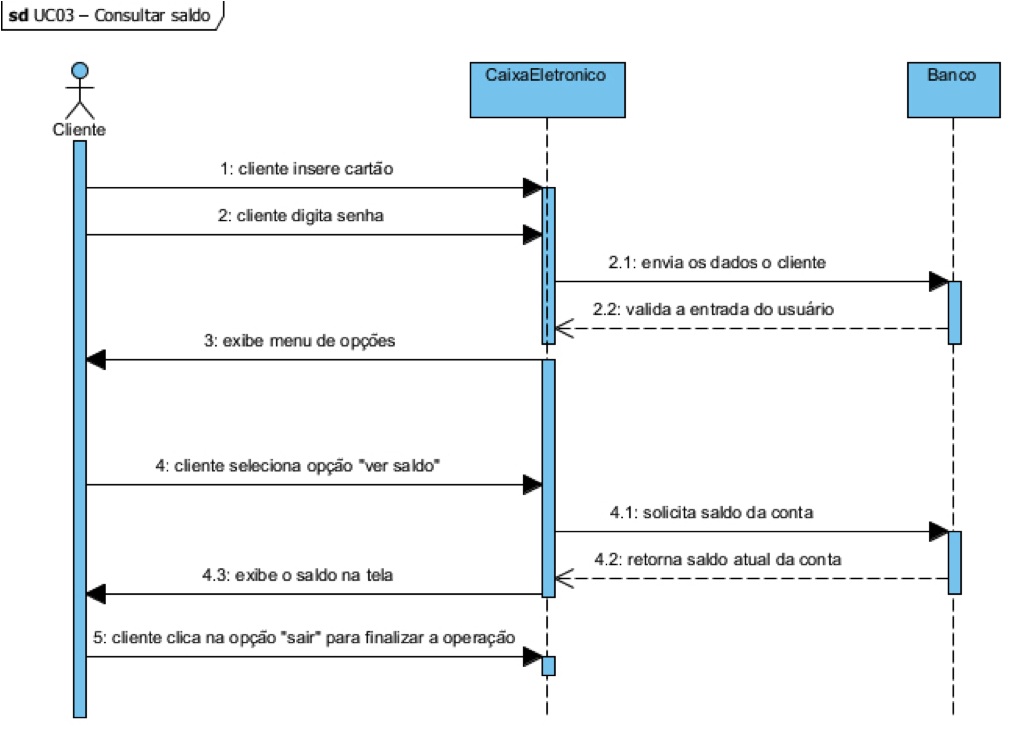 sd UC03 – Consultar saldo
CaixaEletronico
Banco
Cliente
1: cliente insere cartão
2: cliente digita senha
2.1: envia os dados o cliente
2.2: valida a entrada do usuário
3: exibe menu de opções
4: cliente seleciona opção "ver saldo"
4.1: solicita saldo da conta
4.2: retorna saldo atual da conta
4.3: exibe o saldo na tela
5: cliente clica na opção "sair" para finalizar a operação